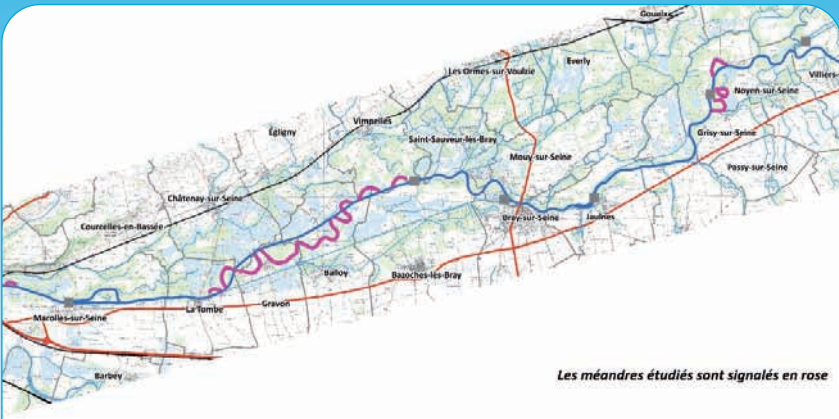 Gouaix
Everly
Les Ormes-sur-Voulzie
Villiers-
Noyen-sur-Seine
Vimpelles
Égligny
Saint-Sauveur-lès-Bray
Grisy-sur-Seine
Mouy-sur-Seine
Passy-sur-Seine
Châtenay-sur-Seine
Courcelles-en-Bassée
Bray-sur-Seine
Jaulnes
Balloy
Bazoches-lès-Bray
Gravon
La Tombe
Marolles-sur-Seine
Barbey
Les méandres étudiés sont signalés en rose